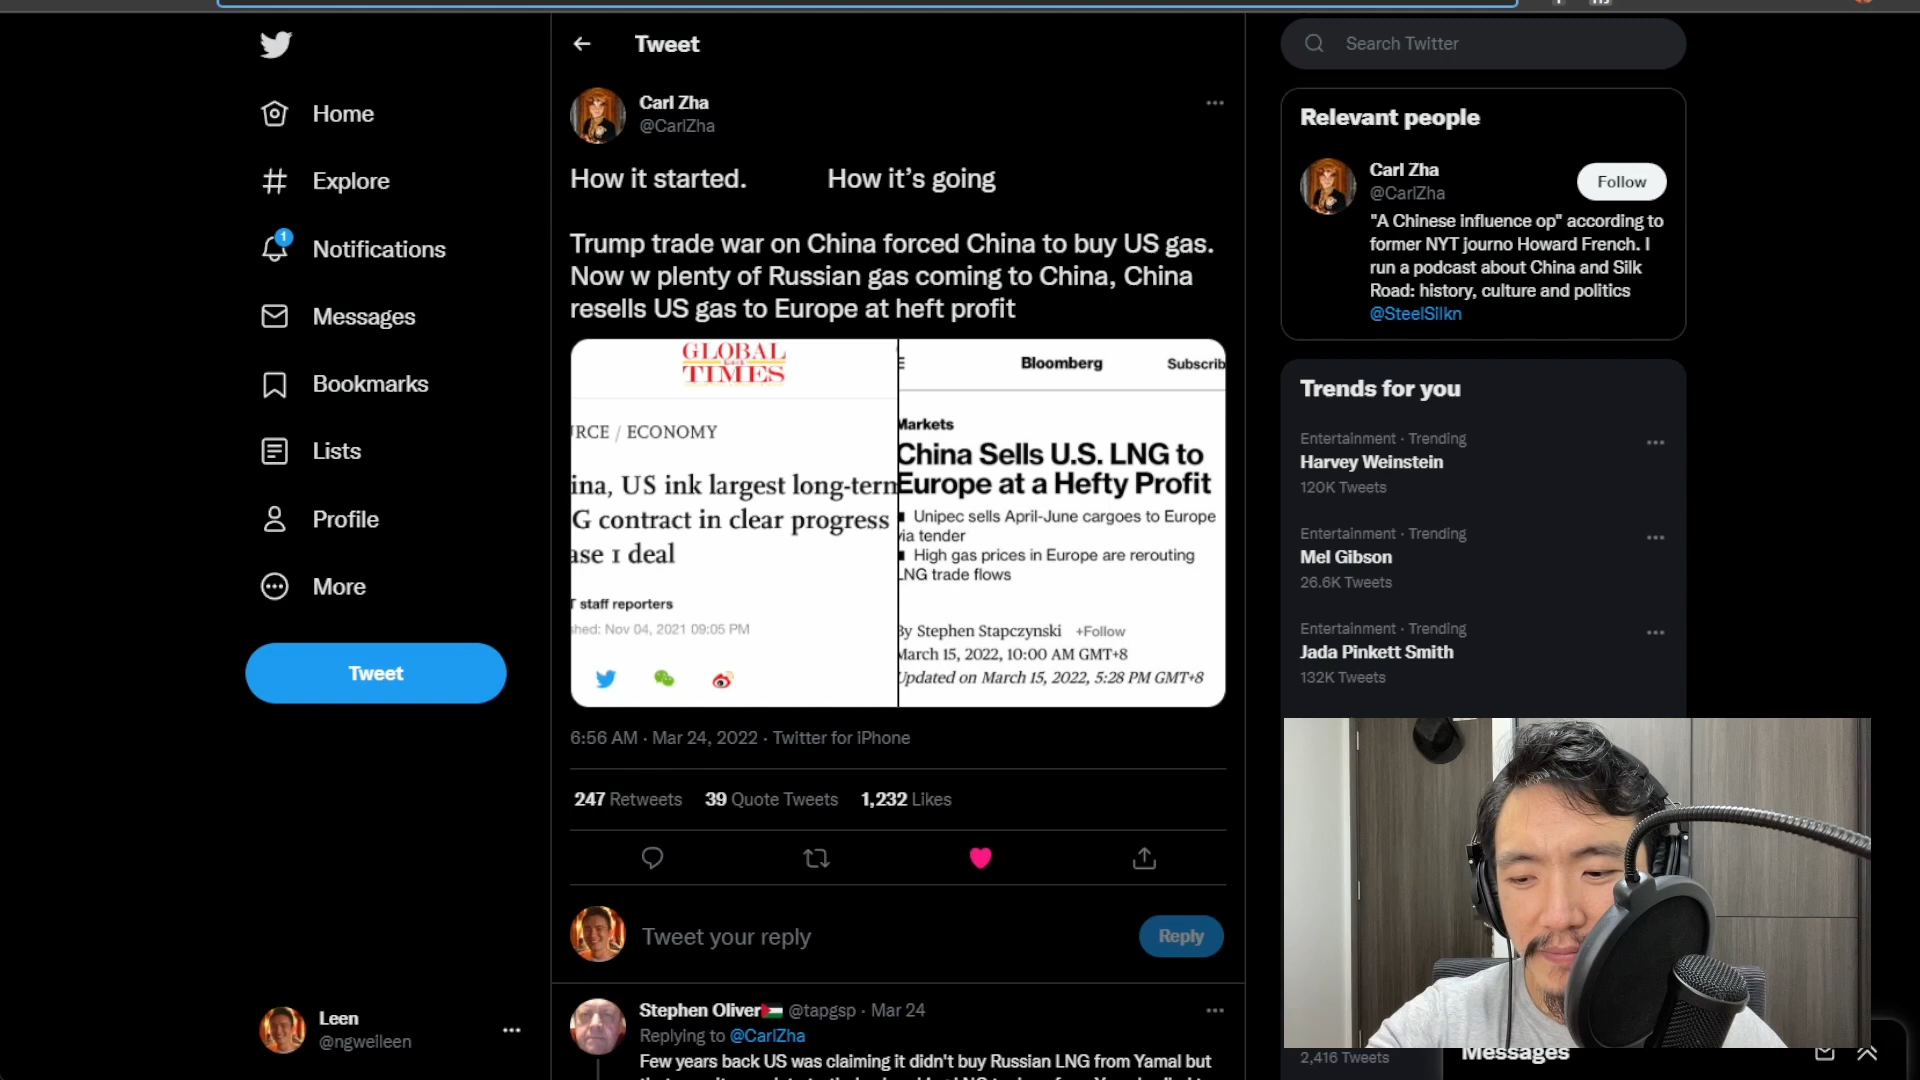 Home
Explore
1
Notifications
Messages
Bookmarks
Lists
Profile
More
Tweet
Leen
@ngweileen
Tweet
Carl Zha
@CarlZha
How it started. How it’s going
Trump trade war on China forced China to buy US gas.
Now w plenty of Russian gas coming to China, China
resells US gas to Europe at heft profit
GLOBAL
TIMES
RCE / ECONOMY
ina, US ink largest long-term
G contract in clear progress
ase 1 deal
T staff reporters
hed: Nov 04, 2021 09:05 PM
Bloomberg Subscrib
Markets
China Sells U.S. LNG to
Europe at a Hefty Profit
Unipec sells April-June cargoes to Europe
via tender
High gas prices in Europe are rerouting
LNG trade flows
By Stephen Stapczynski +Follow
March 15, 2022, 10:00 AM GMT+8
Updated on March 15, 2022, 5:28 PM GMT+8
6:56 AM · Mar 24, 2022 · Twitter for iPhone
247 Retweets 39 Quote Tweets 1,232 Likes
Tweet your reply
Reply
Stephen Oliver @tapgsp · Mar 24
Replying to @CarlZha
Few years back US was claiming it didn't buy Russian LNG from Yamal but
Search Twitter
Relevant people
Carl Zha
@CarlZha
Follow
"A Chinese influence op" according to
former NYT journo Howard French. I
run a podcast about China and Silk
Road: history, culture and politics
@SteelSilkn
Trends for you
Entertainment · Trending
Harvey Weinstein
120K Tweets
Entertainment · Trending
Mel Gibson
26.6K Tweets
Entertainment · Trending
Jada Pinkett Smith
132K Tweets
2,416 Tweets
Messages